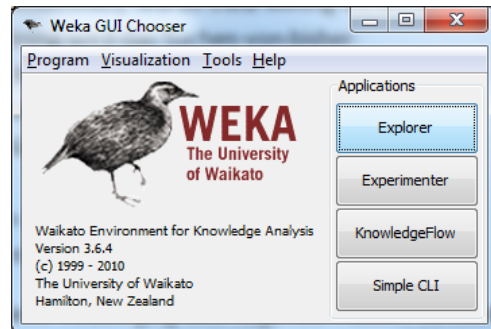 Weka GUI Chooser
Program Visualization Tools Help
WEKA
The University
of Waikato
Waikato Environment for Knowledge Analysis
Version 3.6.4
(c) 1999 - 2010
The University of Waikato
Hamilton, New Zealand
Applications
Explorer
Experimenter
KnowledgeFlow
Simple CLI